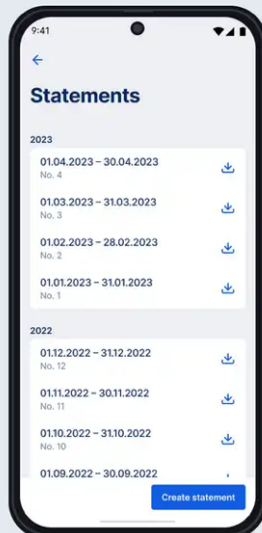 9:41
Statements
2023
01.04.2023 – 30.04.2023
No. 4
01.03.2023 – 31.03.2023
No. 3
01.02.2023 – 28.02.2023
No. 2
01.01.2023 – 31.01.2023
No. 1
2022
01.12.2022 – 31.12.2022
No. 12
01.11.2022 – 30.11.2022
No. 11
01.10.2022 – 31.10.2022
No. 10
01.09.2022 – 30.09.2022
Create statement